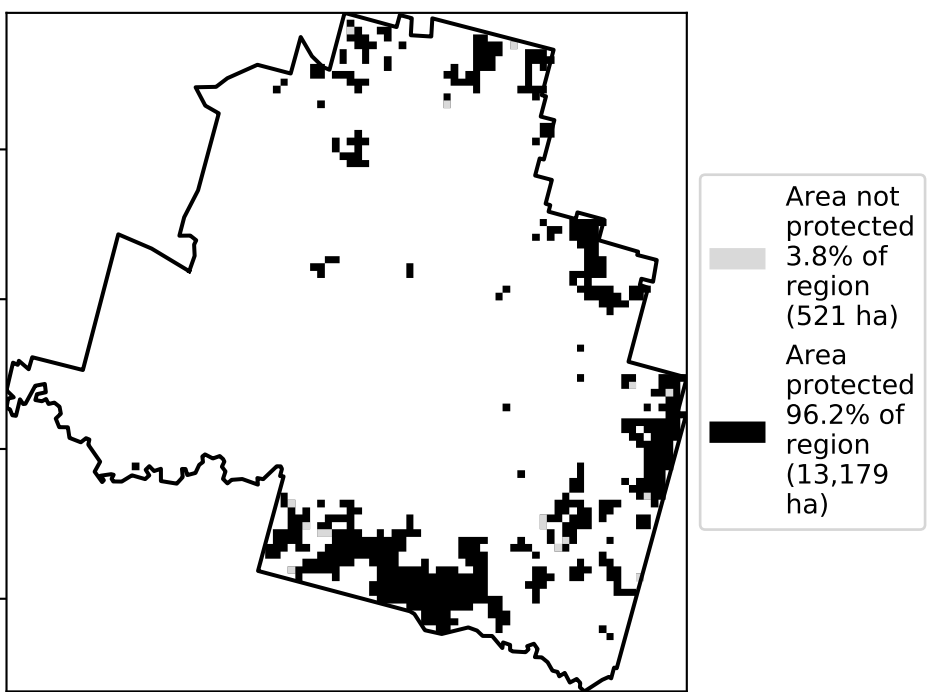 Area not
protected
3.8% of
region
(521 ha)
Area
protected
96.2% of
region
(13,179
ha)